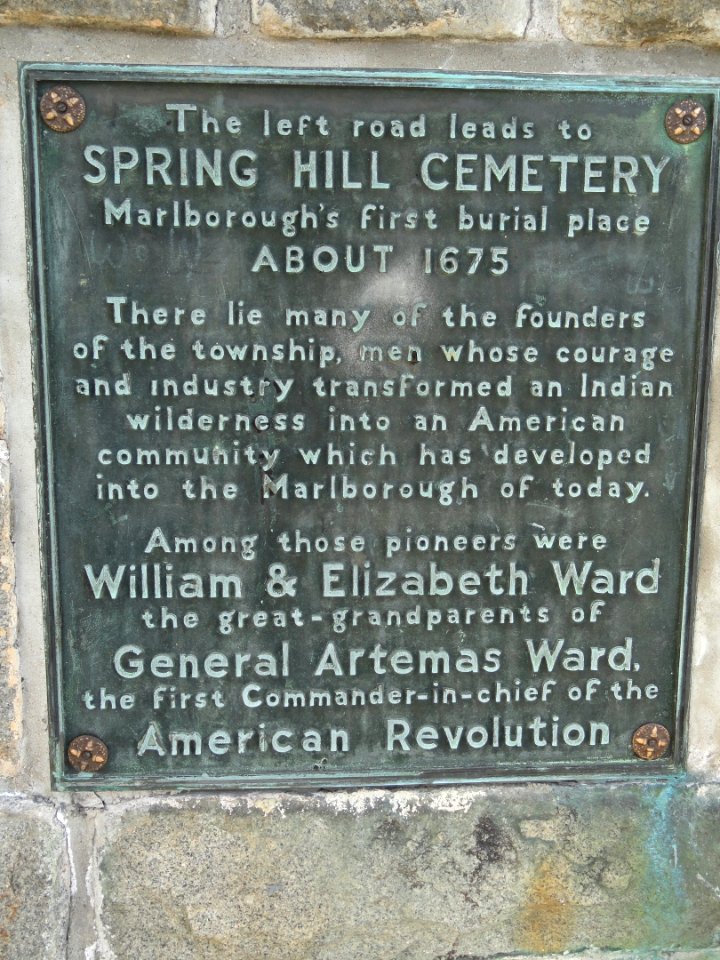 The left road leads to
SPRING HILL CEMETERY
Marlborough's first burial place
ABOUT 1675
There lie many of the founders
of the township, men whose courage
and industry transformed an Indian
wilderness into an American
community which has developed
into the Marlborough of today.
Among those pioneers were
William & Elizabeth Ward
the great-grandparents of
General Artemas Ward,
the first Commander-in-chief of the
American Revolution